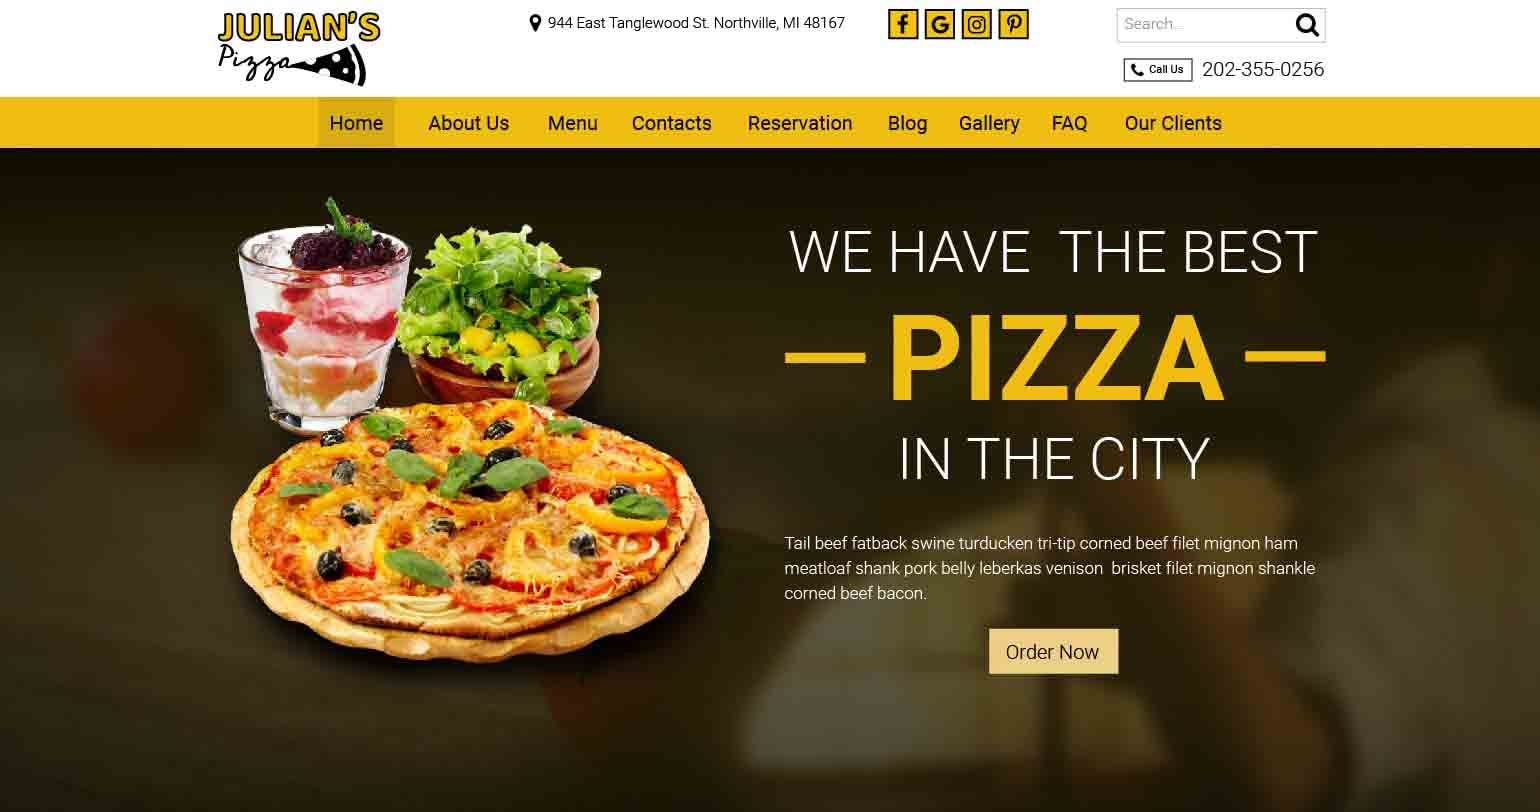 JULIAN'S
Pizza
944 East Tanglewood St. Northville, MI 48167
Search...
Call Us 202-355-0256
Home About Us Menu Contacts Reservation Blog Gallery FAQ Our Clients
WE HAVE THE BEST
PIZZA
IN THE CITY
Tail beef fatback swine turducken tri-tip corned beef filet mignon ham
meatloaf shank pork belly leberkas venison brisket filet mignon shankle
corned beef bacon.
Order Now